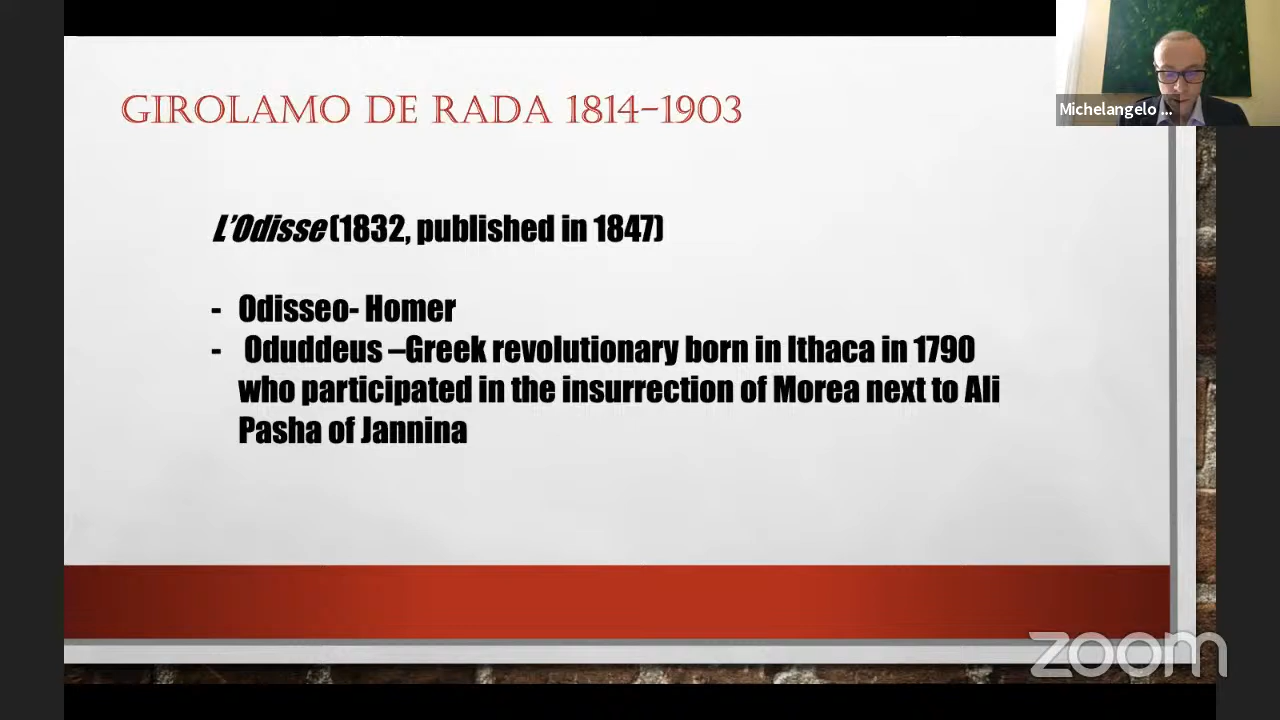 GIROLAMO DE RADA 1814-1903
Michelangelo ...
L'Odisse (1832, published in 1847)
- Odisseo- Homer
- Oduddeus –Greek revolutionary born in Ithaca in 1790
who participated in the insurrection of Morea next to Ali
Pasha of Jannina
zoom